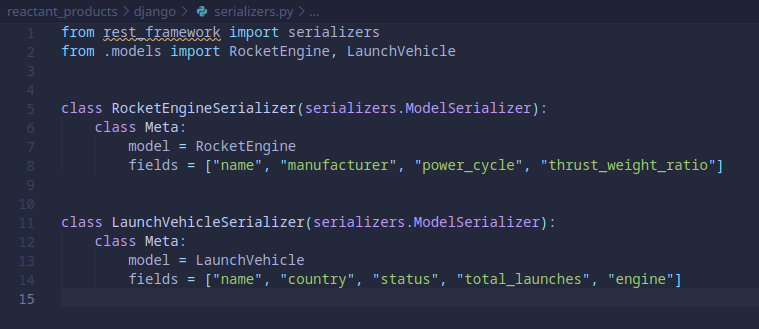 reactant_products > django > serializers.py > ...
1 from rest_framework import serializers
2 from .models import RocketEngine, LaunchVehicle
3
4
5 class RocketEngineSerializer(serializers.ModelSerializer):
6     class Meta:
7         model = RocketEngine
8         fields = ["name", "manufacturer", "power_cycle", "thrust_weight_ratio"]
9
10
11 class LaunchVehicleSerializer(serializers.ModelSerializer):
12     class Meta:
13         model = LaunchVehicle
14         fields = ["name", "country", "status", "total_launches", "engine"]
15